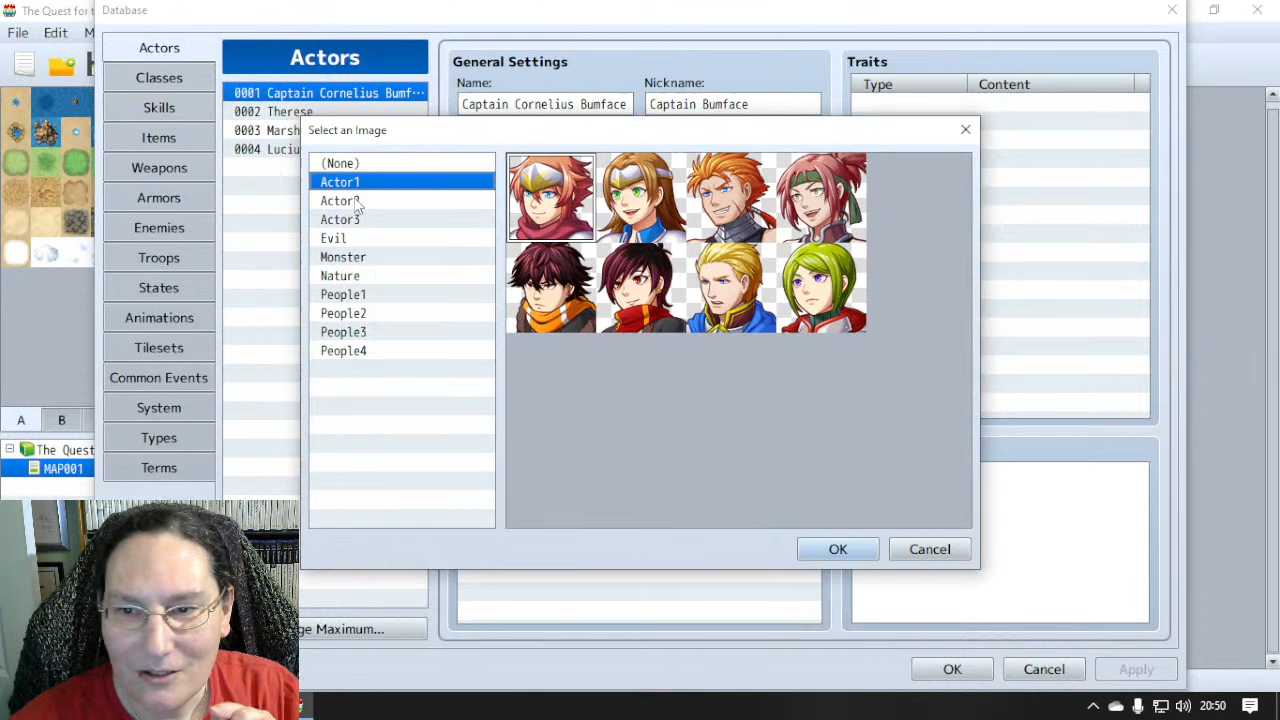 The Quest for t
Database
File Edit M
Actors
Classes
Skills
Items
Weapons
Armors
Enemies
Troops
States
Animations
Tilesets
Common Events
System
Types
Terms
Actors
0001 Captain Cornelius Bumf…
0002 Therese
0003 Marsh
0004 Luciu
ge Maximum...
General Settings
Name:
Nickname:
Captain Cornelius Bumface
Captain Bumface
Traits
Type Content
Select an Image
(None)
Actor1
Actor2
Actor3
Evil
Monster
Nature
People1
People2
People3
People4
OK Cancel
OK Cancel Apply
A B
The Quest
MAP001
20:50